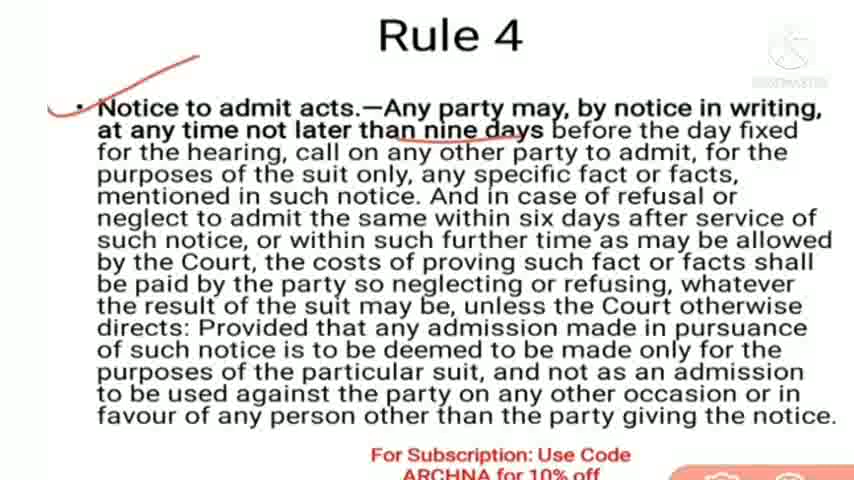 Rule 4
• Notice to admit acts.—Any party may, by notice in writing,
at any time not later than nine days before the day fixed
for the hearing, call on any other party to admit, for the
purposes of the suit only, any specific fact or facts,
mentioned in such notice. And in case of refusal or
neglect to admit the same within six days after service of
such notice, or within such further time as may be allowed
by the Court, the costs of proving such fact or facts shall
be paid by the party so neglecting or refusing, whatever
the result of the suit may be, unless the Court otherwise
directs: Provided that any admission made in pursuance
of such notice is to be deemed to be made only for the
purposes of the particular suit, and not as an admission
to be used against the party on any other occasion or in
favour of any person other than the party giving the notice.
For Subscription: Use Code
ARCHNA for 10% off